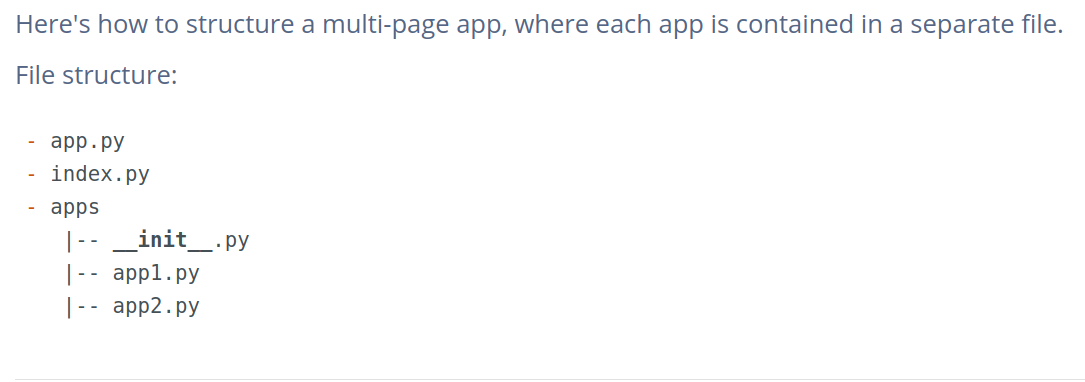 Here's how to structure a multi-page app, where each app is contained in a separate file.
File structure:
- app.py
- index.py
- apps
|-- __init__.py
|-- app1.py
|-- app2.py